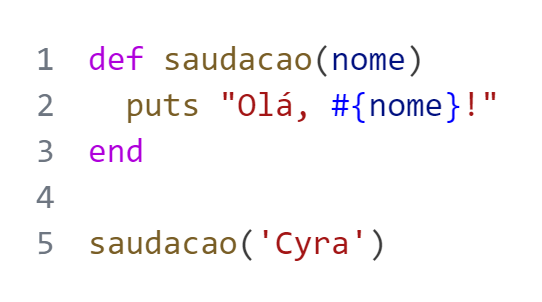 1 def saudacao(nome)
2   puts "Olá, #{nome}!"
3 end
4
5 saudacao('Cyra')